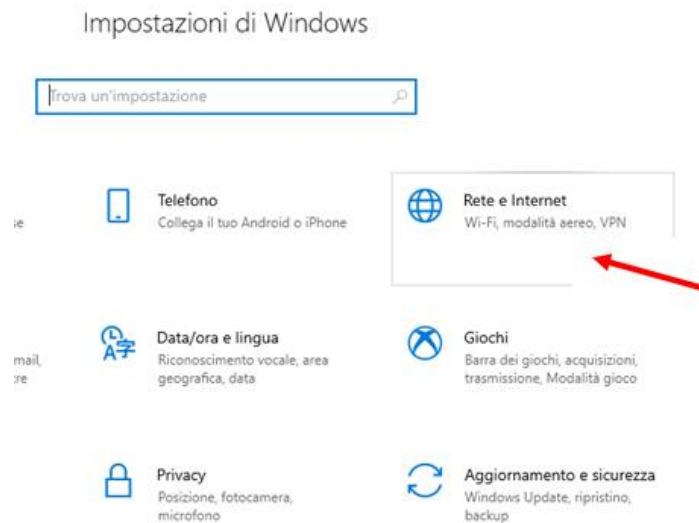 Impostazioni di Windows
Trova un'impostazione
Telefono
Collega il tuo Android o iPhone
Rete e Internet
Wi-Fi, modalità aereo, VPN
Data/ora e lingua
Riconoscimento vocale, area
geografica, data
Giochi
Barra dei giochi, acquisizioni,
trasmissione, Modalità gioco
mail,
Privacy
Posizione, fotocamera,
microfono
Aggiornamento e sicurezza
Windows Update, ripristino,
backup